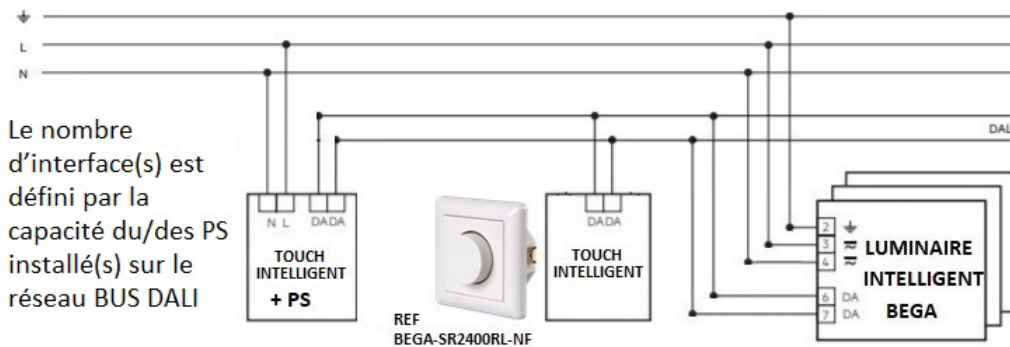 L
N
DAL
Le nombre
d'interface(s) est
défini par la
capacité du/des PS
installé(s) sur le
réseau BUS DALI
N L DA DA
TOUCH
INTELLIGENT
+ PS
REF
BEGA-SR2400RL-NF
DA DA
TOUCH
INTELLIGENT
2
3
4
LUMINAIRE
INTELLIGENT
BEGA
6 DA
7 DA